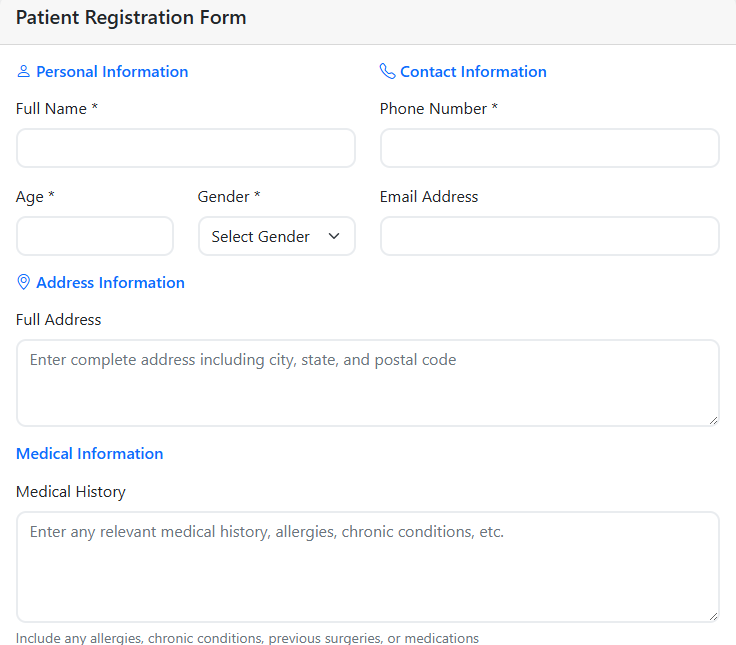 Patient Registration Form
Personal Information
Contact Information
Full Name *
Phone Number *
Age *
Gender *
Email Address
Select Gender
Address Information
Full Address
Enter complete address including city, state, and postal code
Medical Information
Medical History
Enter any relevant medical history, allergies, chronic conditions, etc.
Include any allergies, chronic conditions, previous surgeries, or medications